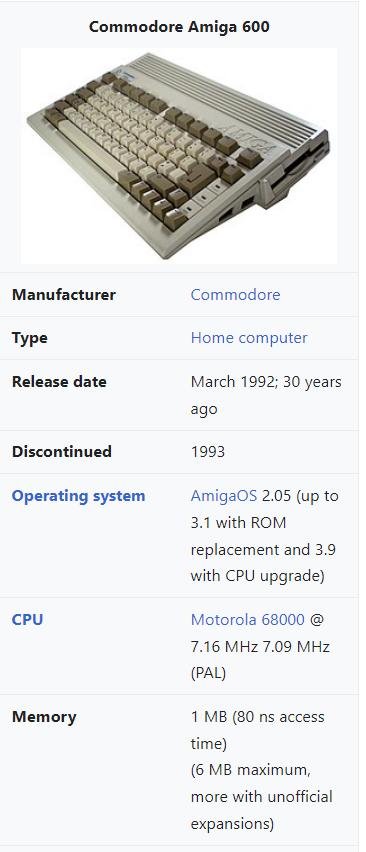 Commodore Amiga 600
AMIGA
Manufacturer
Commodore
Type
Home computer
Release date
March 1992; 30 years
ago
Discontinued
1993
Operating system
AmigaOS 2.05 (up to
3.1 with ROM
replacement and 3.9
with CPU upgrade)
CPU
Motorola 68000 @
7.16 MHz 7.09 MHz
(PAL)
Memory
1 MB (80 ns access
time)
(6 MB maximum,
more with unofficial
expansions)